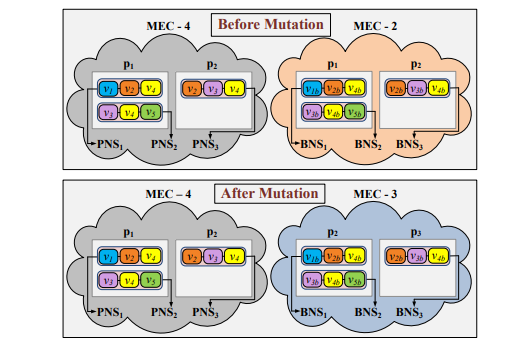 Before Mutation
MEC - 4
MEC - 2
p1
p2
p1
p2
v1 v2 v4
v2 v3 v4
v1b v2b v4b
v2b v3b v4b
v3 v4 v5
v3b v4b v5b
PNS1
PNS2
PNS3
BNS1
BNS2
BNS3
After Mutation
MEC – 4
MEC - 3
p1
p2
p2
p3
v1 v2 v4
v2 v3 v4
v1b v2b v4b
v2b v3b v4b
v3 v4 v5
v3b v4b v5b
PNS1
PNS2
PNS3
BNS1
BNS2
BNS3